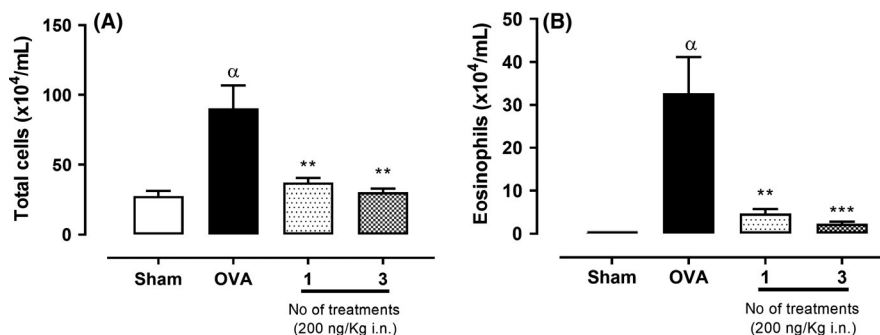 (A)
Total cells (x10⁴/mL)
150
100
50
0
α
**
**
Sham OVA 1 3
No of treatments
(200 ng/Kg i.n.)
(B)
Eosinophils (x10⁴/mL)
50
40
30
20
10
0
α
**
***
Sham OVA 1 3
No of treatments
(200 ng/Kg i.n.)